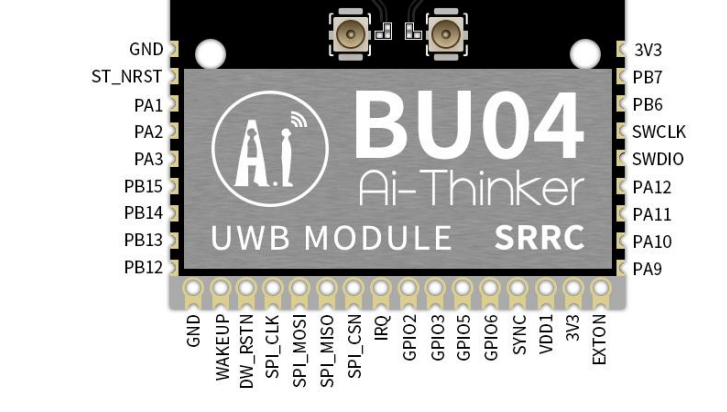 GND
ST_NRST
PA1
PA2
PA3
PB15
PB14
PB13
PB12
3V3
PB7
PB6
SWCLK
SWDIO
PA12
PA11
PA10
PA9
Ai
BU04
Ai-Thinker
UWB MODULE SRRC
GND
WAKEUP
DW_RSTN
SPI_CLK
SPI_MOSI
SPI_MISO
SPI_CSN
IRQ
GPIO2
GPIO3
GPIO5
GPIO6
SYNC
VDD1
3V3
EXTON